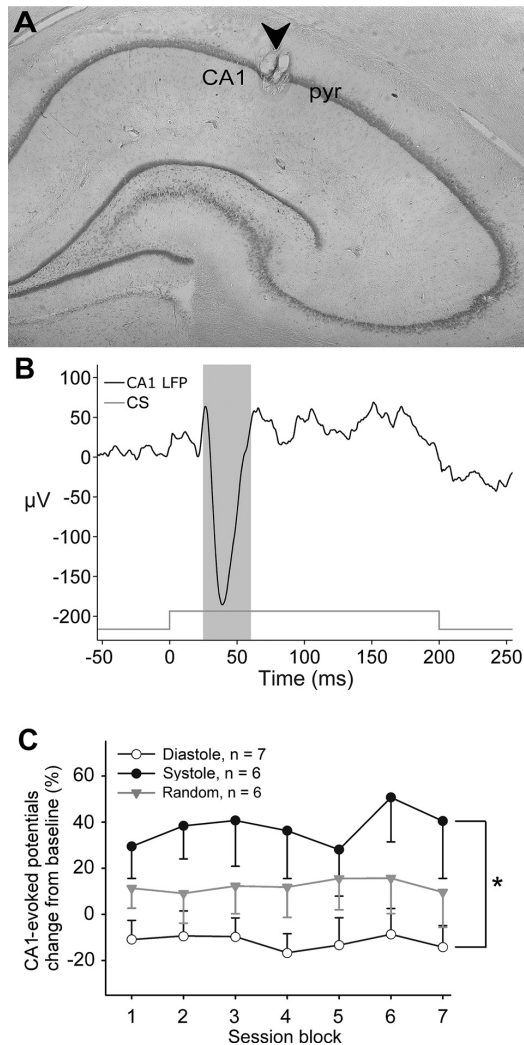 A
CA1
pyr
B
CA1 LFP
CS
100
50
0
-50
-100
-150
-200
μV
-50 0 50 100 150 200 250
Time (ms)
C
Diastole, n = 7
Systole, n = 6
Random, n = 6
60
40
20
0
-20
CA1-evoked potentials
change from baseline (%)
*
1 2 3 4 5 6 7
Session block